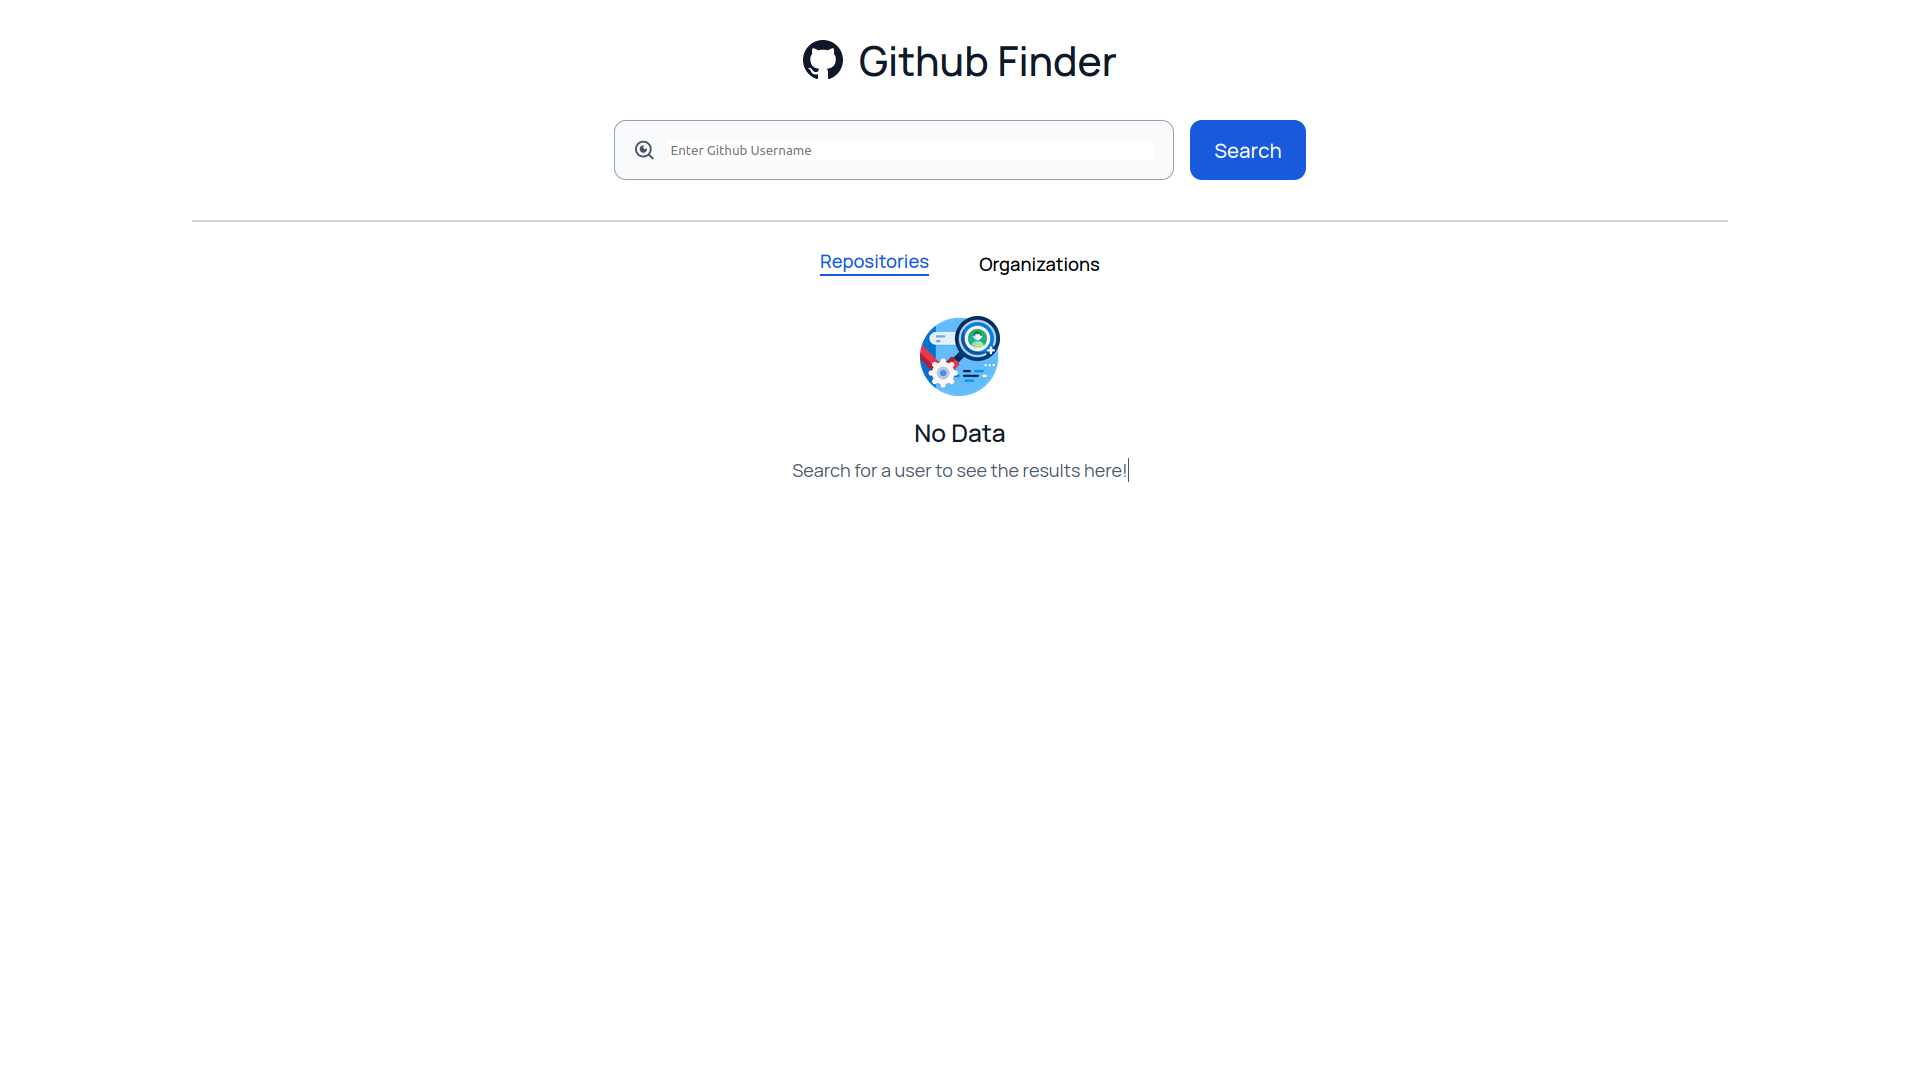 Github Finder
Enter Github Username
Search
Repositories
Organizations
No Data
Search for a user to see the results here!